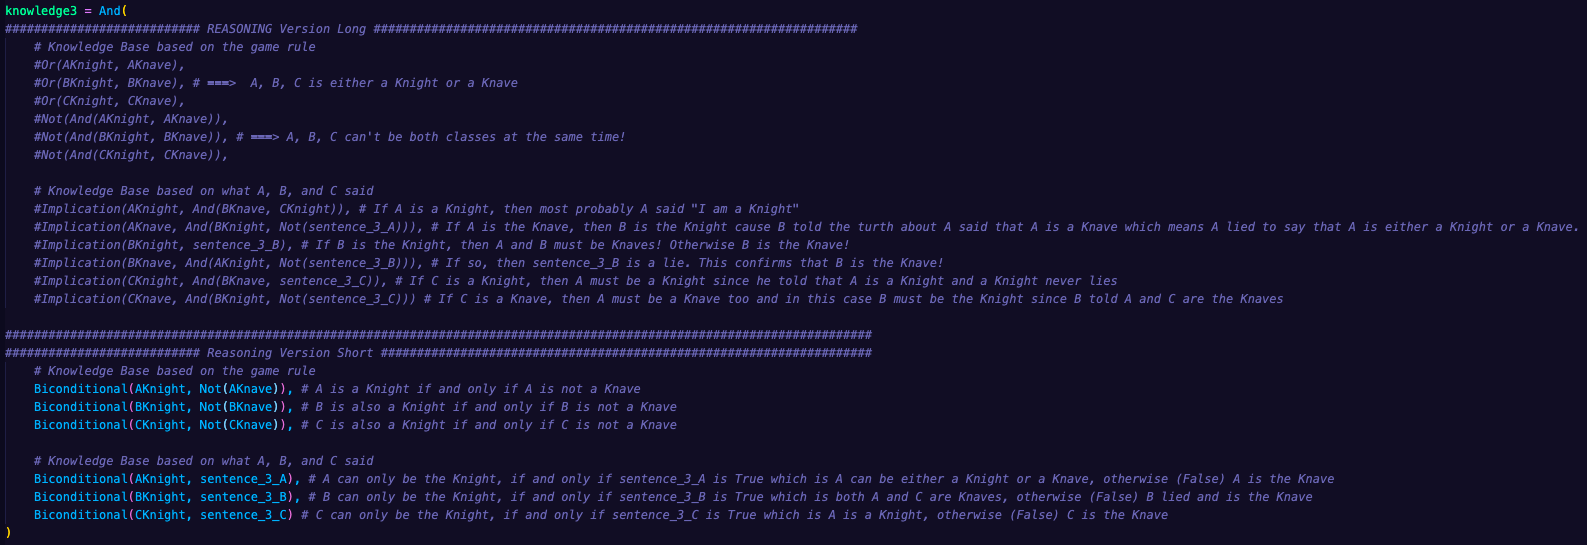 knowledge3 = And(
########################### REASONING Version Long ###################################################################
# Knowledge Base based on the game rule
#Or(AKnight, AKnave),
#Or(BKnight, BKnave), # ===>  A, B, C is either a Knight or a Knave
#Or(CKnight, CKnave),
#Not(And(AKnight, AKnave)),
#Not(And(BKnight, BKnave)), # ===> A, B, C can't be both classes at the same time!
#Not(And(CKnight, CKnave)),
# Knowledge Base based on what A, B, and C said
#Implication(AKnight, And(BKnave, CKnight)), # If A is a Knight, then most probably A said "I am a Knight"
#Implication(AKnave, And(BKnight, Not(sentence_3_A))), # If A is the Knave, then B is the Knight cause B told the turth about A said that A is a Knave which means A lied to say that A is either a Knight or a Knave.
#Implication(BKnight, sentence_3_B), # If B is the Knight, then A and B must be Knaves! Otherwise B is the Knave!
#Implication(BKnave, And(AKnight, Not(sentence_3_B))), # If so, then sentence_3_B is a lie. This confirms that B is the Knave!
#Implication(CKnight, And(BKnave, sentence_3_C)), # If C is a Knight, then A must be a Knight since he told that A is a Knight and a Knight never lies
#Implication(CKnave, And(BKnight, Not(sentence_3_C))) # If C is a Knave, then A must be a Knave too and in this case B must be the Knight since B told A and C are the Knaves
########################################################################################################################
########################### Reasoning Version Short ####################################################################
# Knowledge Base based on the game rule
Biconditional(AKnight, Not(AKnave)), # A is a Knight if and only if A is not a Knave
Biconditional(BKnight, Not(BKnave)), # B is also a Knight if and only if B is not a Knave
Biconditional(CKnight, Not(CKnave)), # C is also a Knight if and only if C is not a Knave
# Knowledge Base based on what A, B, and C said
Biconditional(AKnight, sentence_3_A), # A can only be the Knight, if and only if sentence_3_A is True which is A can be either a Knight or a Knave, otherwise (False) A is the Knave
Biconditional(BKnight, sentence_3_B), # B can only be the Knight, if and only if sentence_3_B is True which is both A and C are Knaves, otherwise (False) B lied and is the Knave
Biconditional(CKnight, sentence_3_C) # C can only be the Knight, if and only if sentence_3_C is True which is A is a Knight, otherwise (False) C is the Knave
)